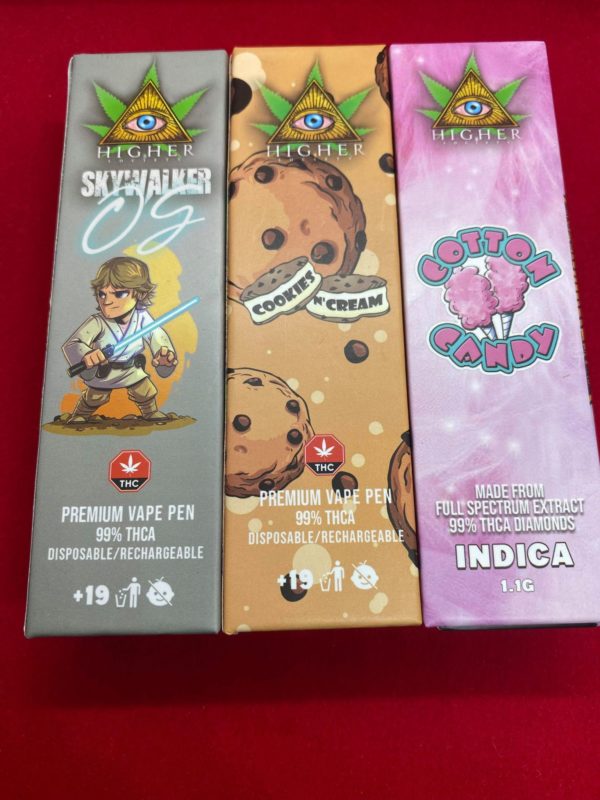 HIGHER
SKYWALKER
OG
THC
PREMIUM VAPE PEN
99% THCA
DISPOSABLE/RECHARGEABLE
+19
HIGHER
COOKIES
N' CREAM
THC
PREMIUM VAPE PEN
99% THCA
DISPOSABLE/RECHARGEABLE
+19
HIGHER
COTTON
CANDY
MADE FROM
FULL SPECTRUM EXTRACT
99% THCA DIAMONDS
INDICA
1.1G